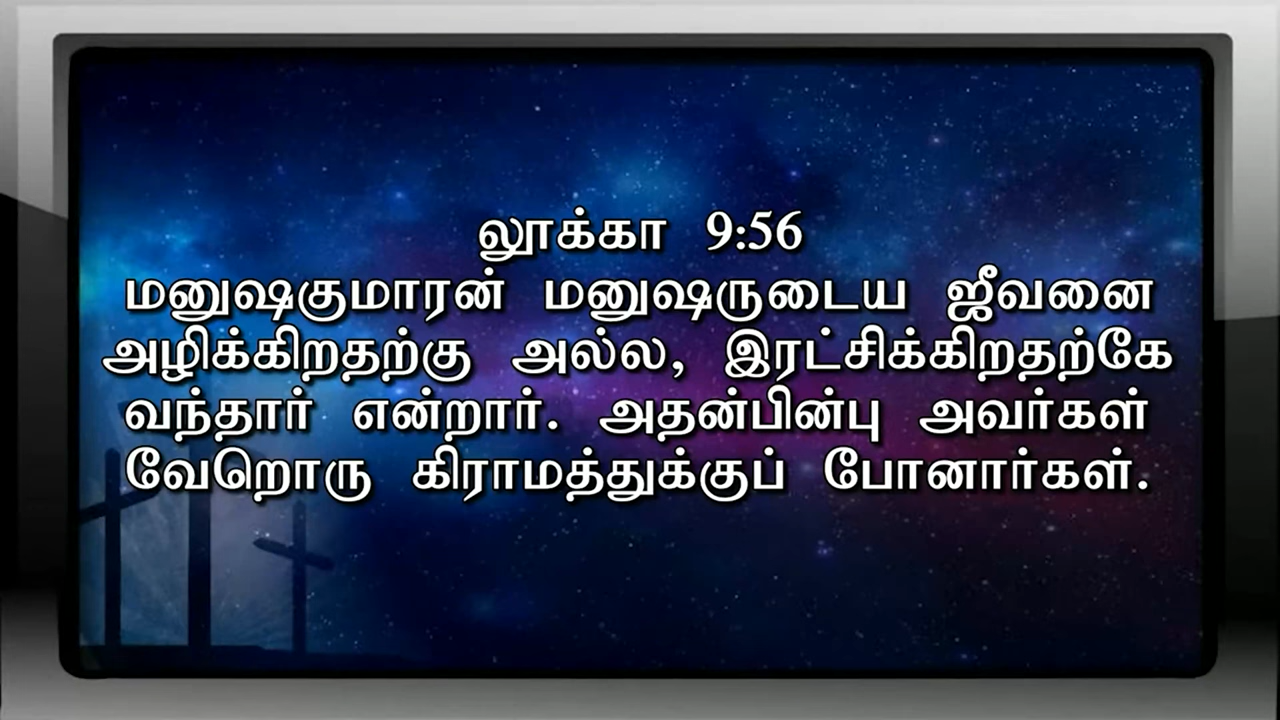 லூக்கா 9:56
மனுஷகுமாரன் மனுஷருடைய ஜீவனை
அழிக்கிறதற்கு அல்ல, இரட்சிக்கிறதற்கே
வந்தார் என்றார். அதன்பின்பு அவர்கள்
வேறொரு கிராமத்துக்குப் போனார்கள்.